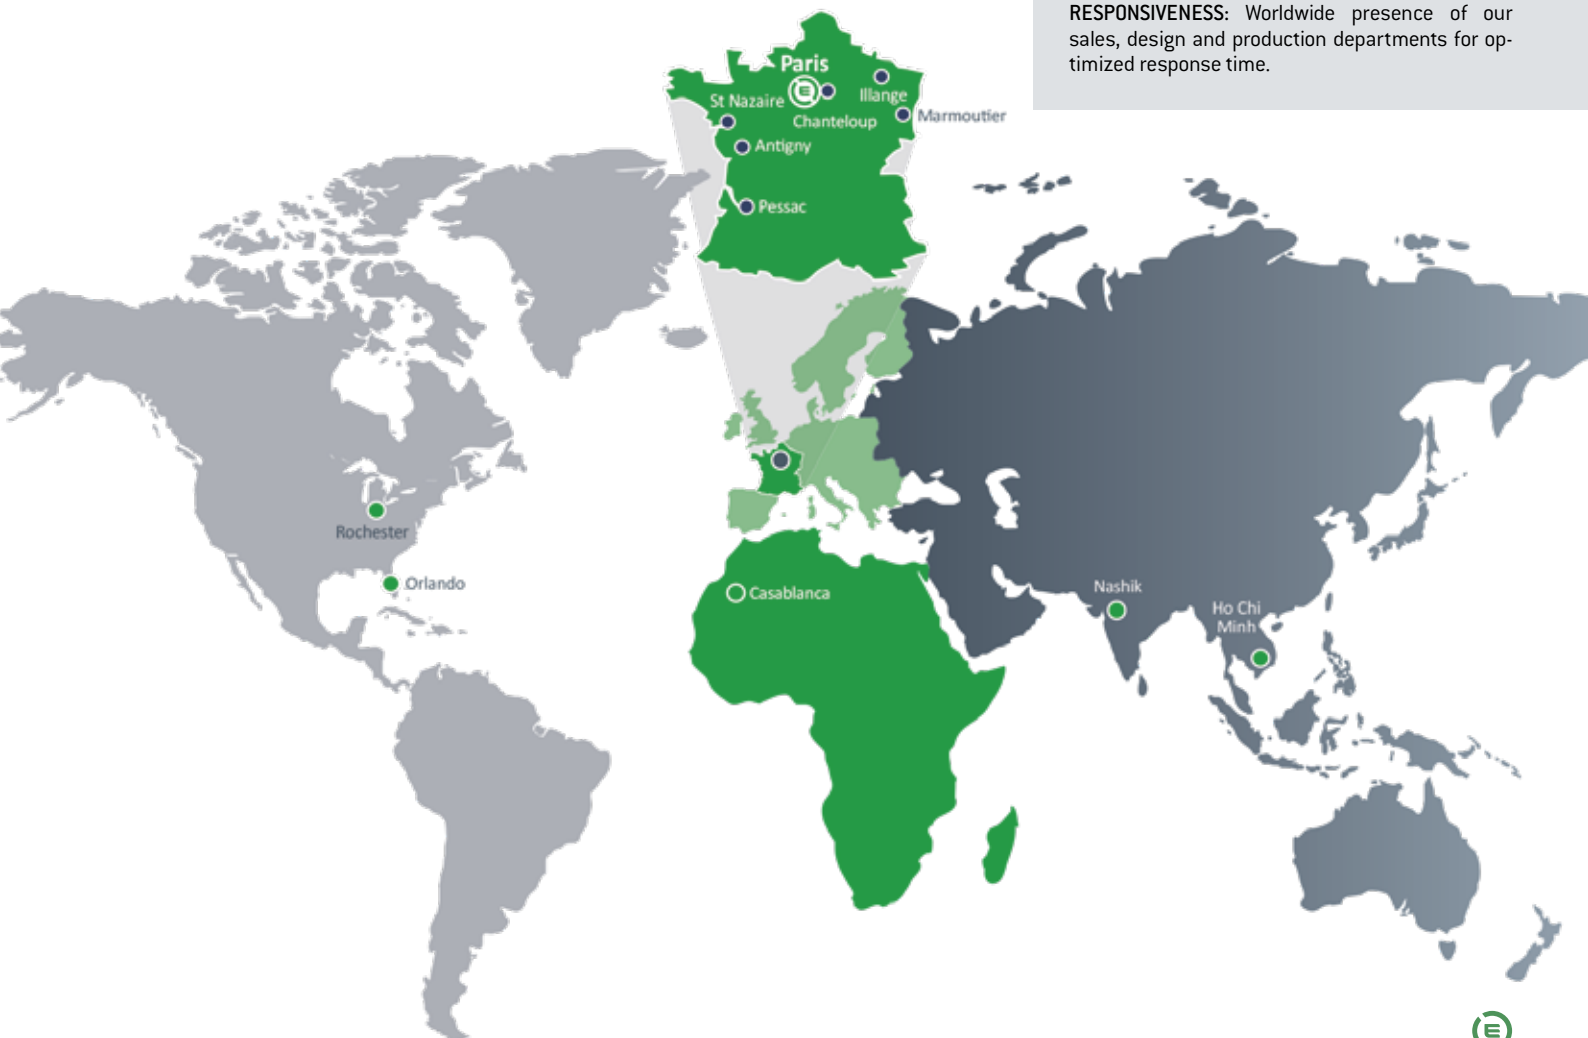 RESPONSIVENESS: Worldwide presence of our
sales, design and production departments for op-
timized response time.
Paris
St Nazaire
Illange
Chanteloup
Marmoutier
Antigny
Pessac
Rochester
Orlando
Casablanca
Nashik
Ho Chi
Minh